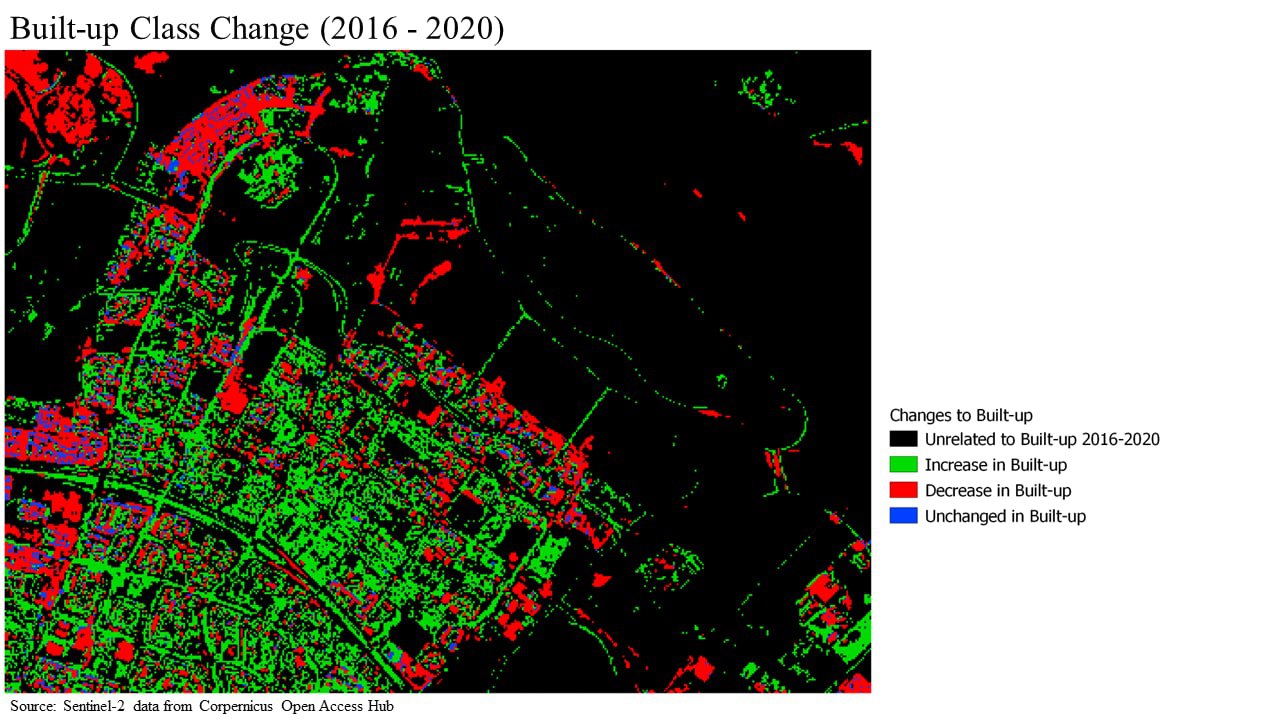 Built-up Class Change (2016 - 2020)
Changes to Built-up
Unrelated to Built-up 2016-2020
Increase in Built-up
Decrease in Built-up
Unchanged in Built-up
Source: Sentinel-2 data from Corpernicus Open Access Hub